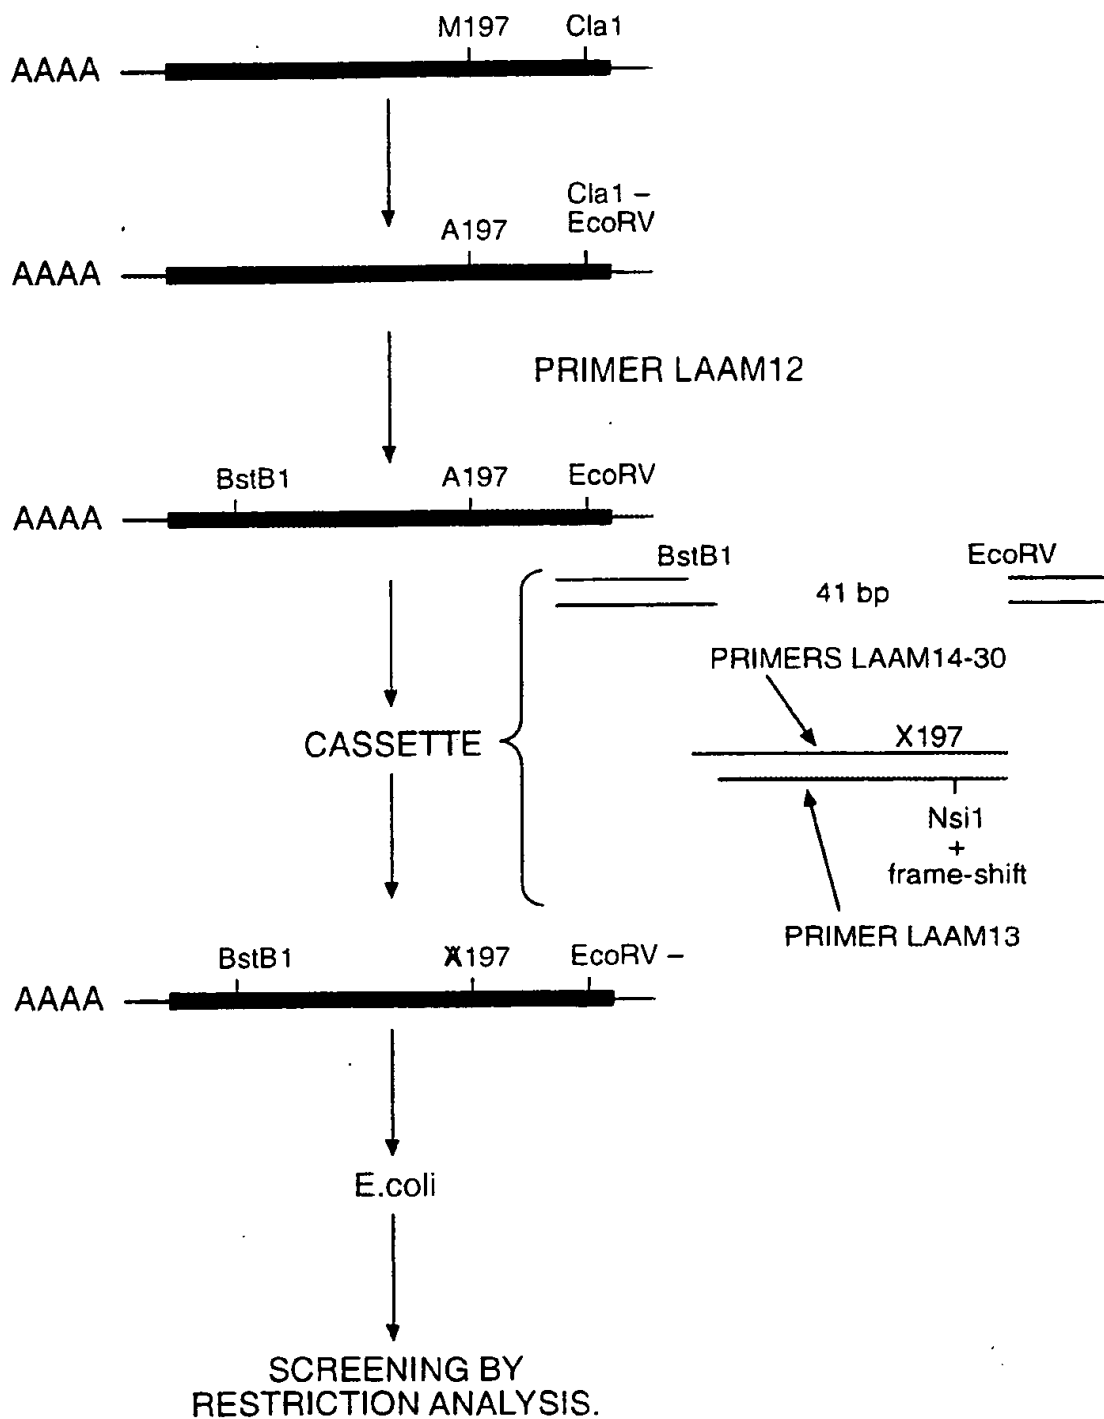 M197 Cla1
AAAA
Cla1 –
EcoRV
A197
AAAA
PRIMER LAAM12
BstB1 A197 EcoRV
AAAA
BstB1 EcoRV
41 bp
PRIMERS LAAM14-30
X197
CASSETTE
Nsi1
+
frame-shift
PRIMER LAAM13
BstB1 197 EcoRV –
AAAA
E.coli
SCREENING BY
RESTRICTION ANALYSIS.